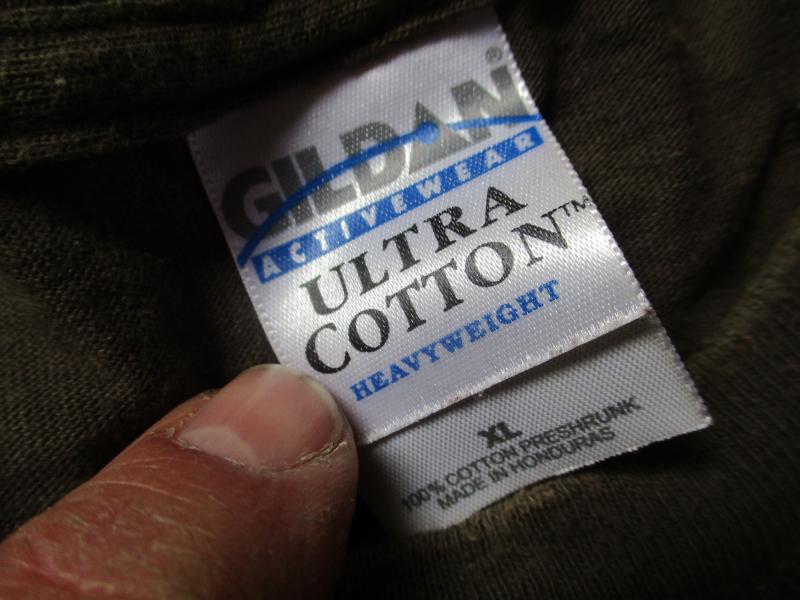 GILDAN®
ACTIVEWEAR
ULTRA
COTTON™
HEAVYWEIGHT
XL
100% COTTON PRESHRUNK
MADE IN HONDURAS